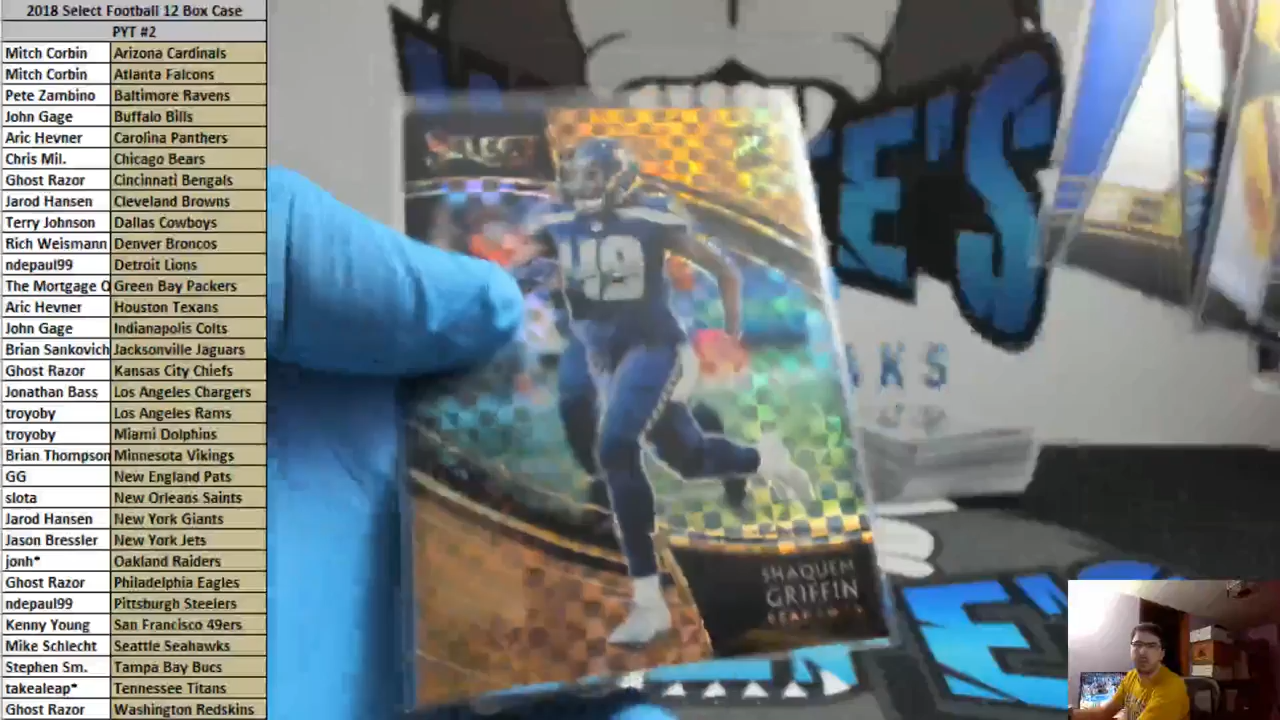 2018 Select Football 12 Box Case
PYT #2
Mitch Corbin Arizona Cardinals
Mitch Corbin Atlanta Falcons
Pete Zambino Baltimore Ravens
John Gage Buffalo Bills
Aric Hevner Carolina Panthers
Chris Mil. Chicago Bears
Ghost Razor Cincinnati Bengals
Jarod Hansen Cleveland Browns
Terry Johnson Dallas Cowboys
Rich Weismann Denver Broncos
ndepaul99 Detroit Lions
The Mortgage Q Green Bay Packers
Aric Hevner Houston Texans
John Gage Indianapolis Colts
Brian Sankovich Jacksonville Jaguars
Ghost Razor Kansas City Chiefs
Jonathan Bass Los Angeles Chargers
troyoby Los Angeles Rams
troyoby Miami Dolphins
Brian Thompson Minnesota Vikings
GG New England Pats
slota New Orleans Saints
Jarod Hansen New York Giants
Jason Bressler New York Jets
jonh* Oakland Raiders
Ghost Razor Philadelphia Eagles
ndepaul99 Pittsburgh Steelers
Kenny Young San Francisco 49ers
Mike Schlecht Seattle Seahawks
Stephen Sm. Tampa Bay Bucs
takealeap* Tennessee Titans
Ghost Razor Washington Redskins
SELECT
49
SHAQUEM
GRIFFIN
SEAHAWKS
E'S
AKS